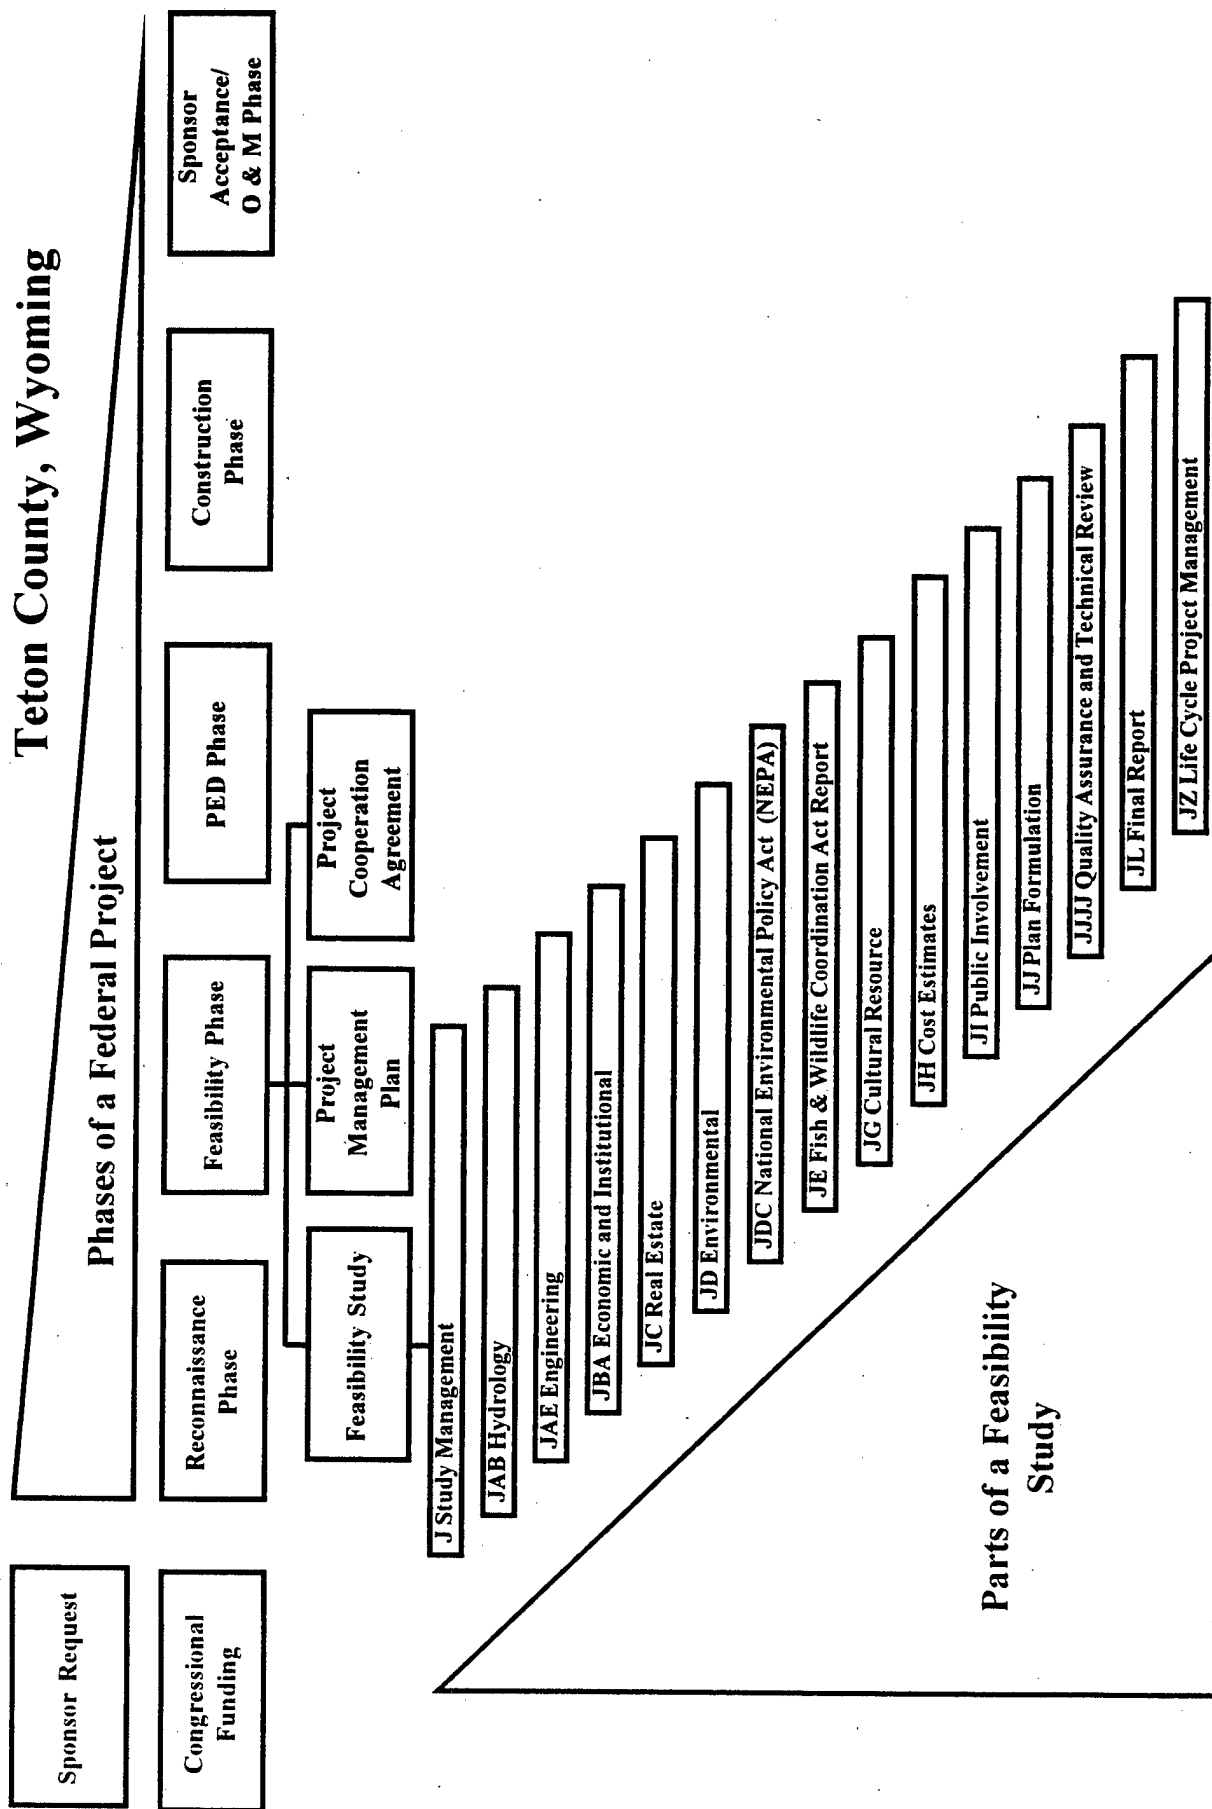 Teton County, Wyoming
Phases of a Federal Project
Sponsor Request
Congressional
Funding
Reconnaissance
Phase
Feasibility Phase
PED Phase
Construction
Phase
Sponsor
Acceptance/
O & M Phase
Feasibility Study
Project
Management
Plan
Project
Cooperation
Agreement
J Study Management
JAB Hydrology
JAE Engineering
JBA Economic and Institutional
JC Real Estate
JD Environmental
JDC National Environmental Policy Act (NEPA)
JE Fish & Wildlife Coordination Act Report
JG Cultural Resource
JH Cost Estimates
JI Public Involvement
JJ Plan Formulation
JJJJ Quality Assurance and Technical Review
JL Final Report
JZ Life Cycle Project Management
Parts of a Feasibility
Study